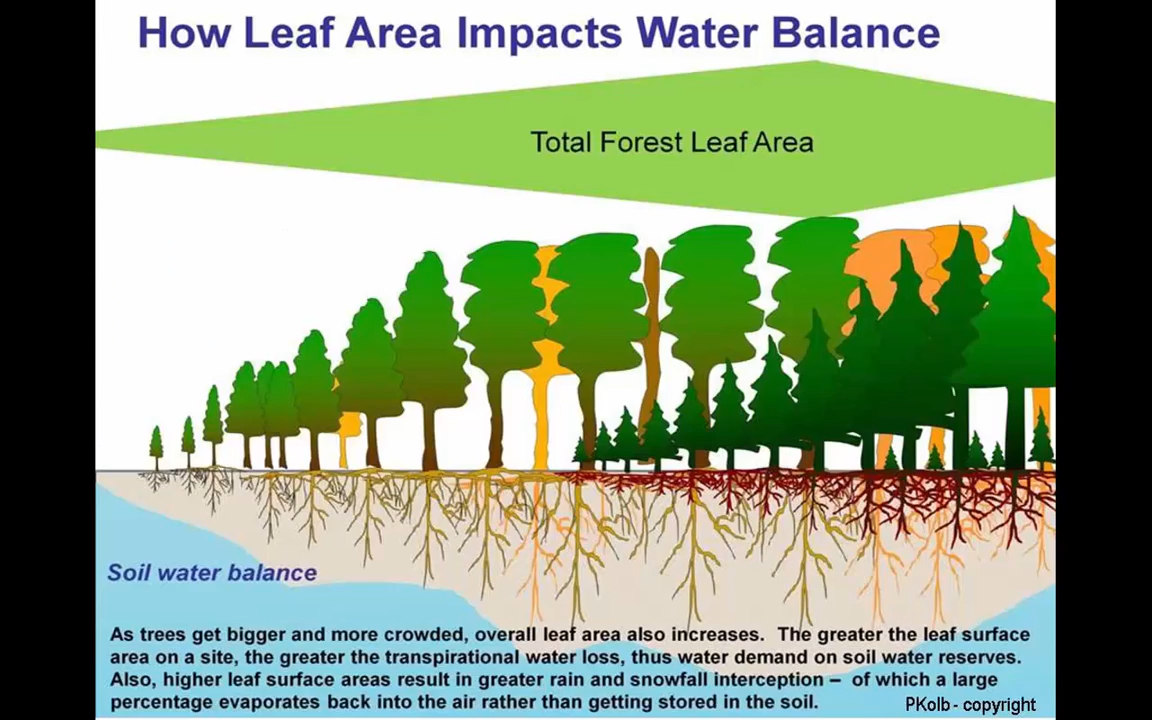 How Leaf Area Impacts Water Balance
Total Forest Leaf Area
Soil water balance
As trees get bigger and more crowded, overall leaf area also increases. The greater the leaf surface
area on a site, the greater the transpirational water loss, thus water demand on soil water reserves.
Also, higher leaf surface areas result in greater rain and snowfall interception – of which a large
percentage evaporates back into the air rather than getting stored in the soil.
PKolb - copyright